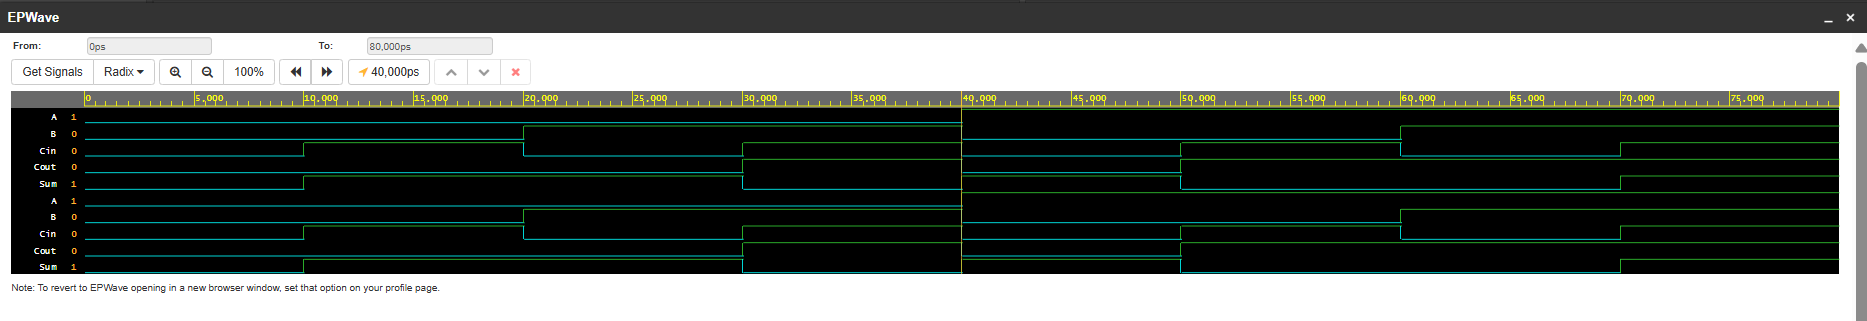 EPWave
From: 0ps To: 80,000ps
Get Signals Radix 100% 40,000ps
0 5,000 10,000 15,000 20,000 25,000 30,000 35,000 40,000 45,000 50,000 55,000 60,000 65,000 70,000 75,000
A 1
B 0
Cin 0
Cout 0
Sum 1
A 1
B 0
Cin 0
Cout 0
Sum 1
Note: To revert to EPWave opening in a new browser window, set that option on your profile page.